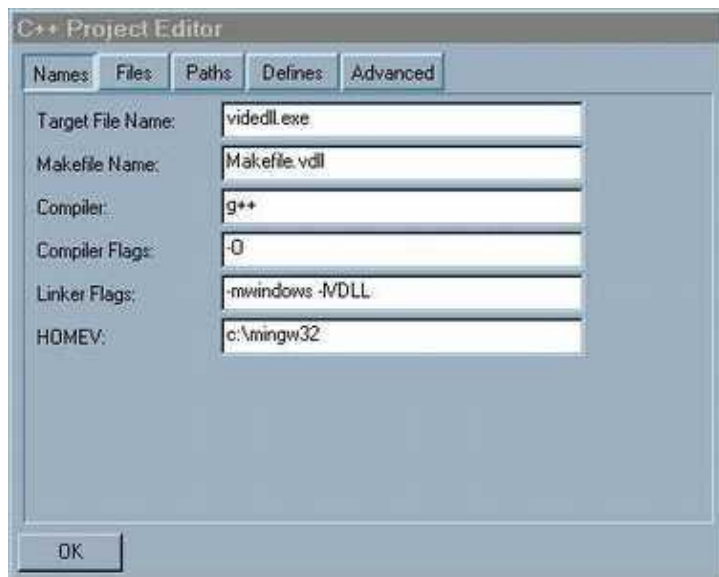 C++ Project Editor
Names Files Paths Defines Advanced
Target File Name: videdll.exe
Makefile Name: Makefile.vdll
Compiler: g++
Compiler Flags: -O
Linker Flags: -mwindows -lVDLL
HOMEV: c:\mingw32
OK